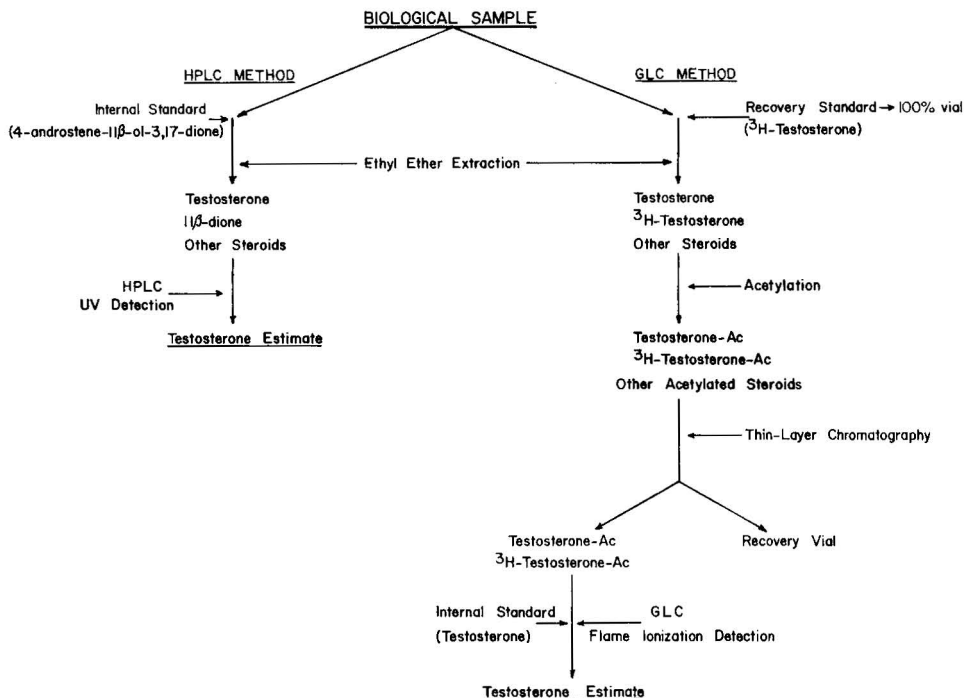 BIOLOGICAL SAMPLE
HPLC METHOD
GLC METHOD
Internal Standard
(4-androstene-11β-ol-3,17-dione)
Recovery Standard → 100% vial
(³H-Testosterone)
Ethyl Ether Extraction
Testosterone
11β-dione
Other Steroids
Testosterone
³H-Testosterone
Other Steroids
HPLC
UV Detection
Acetylation
Testosterone Estimate
Testosterone-Ac
³H-Testosterone-Ac
Other Acetylated Steroids
Thin-Layer Chromatography
Testosterone-Ac
³H-Testosterone-Ac
Recovery Vial
Internal Standard
(Testosterone)
GLC
Flame Ionization Detection
Testosterone Estimate